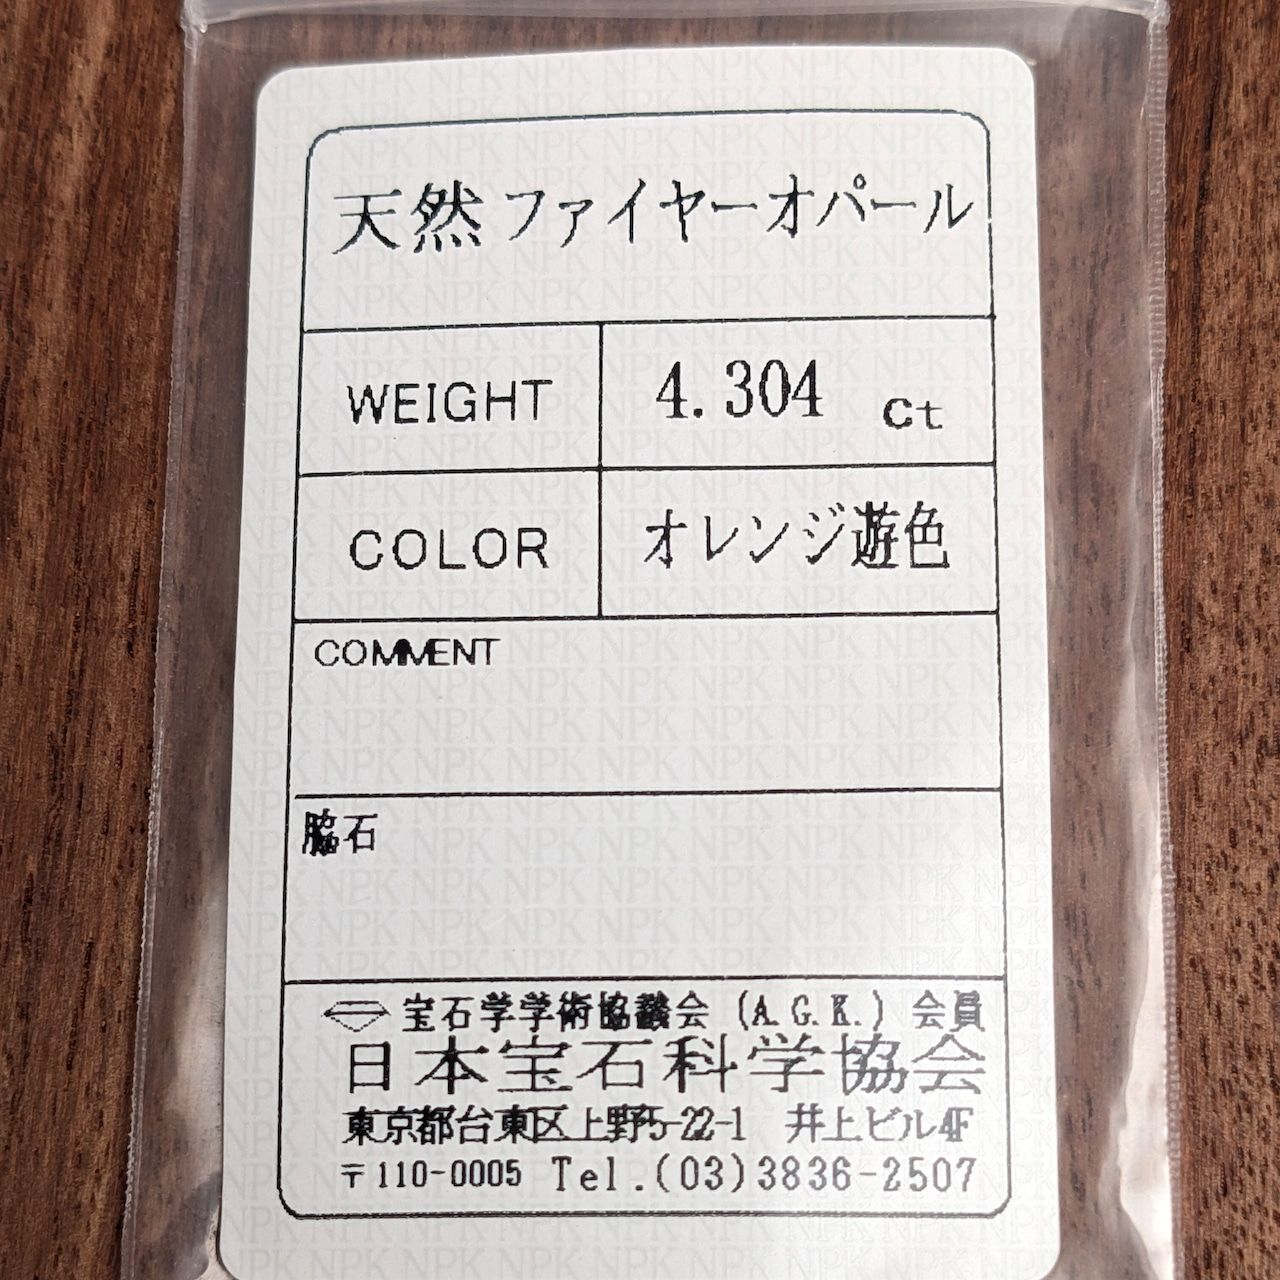 天然ファイヤーオパール
WEIGHT 4.304 ct
COLOR オレンジ遊色
COMMENT
脇石
宝石学学術協議会 (A.G.K.) 会員
日本宝石科学協会
東京都台東区上野5-22-1 井上ビル4F
〒110-0005 Tel.(03)3836-2507